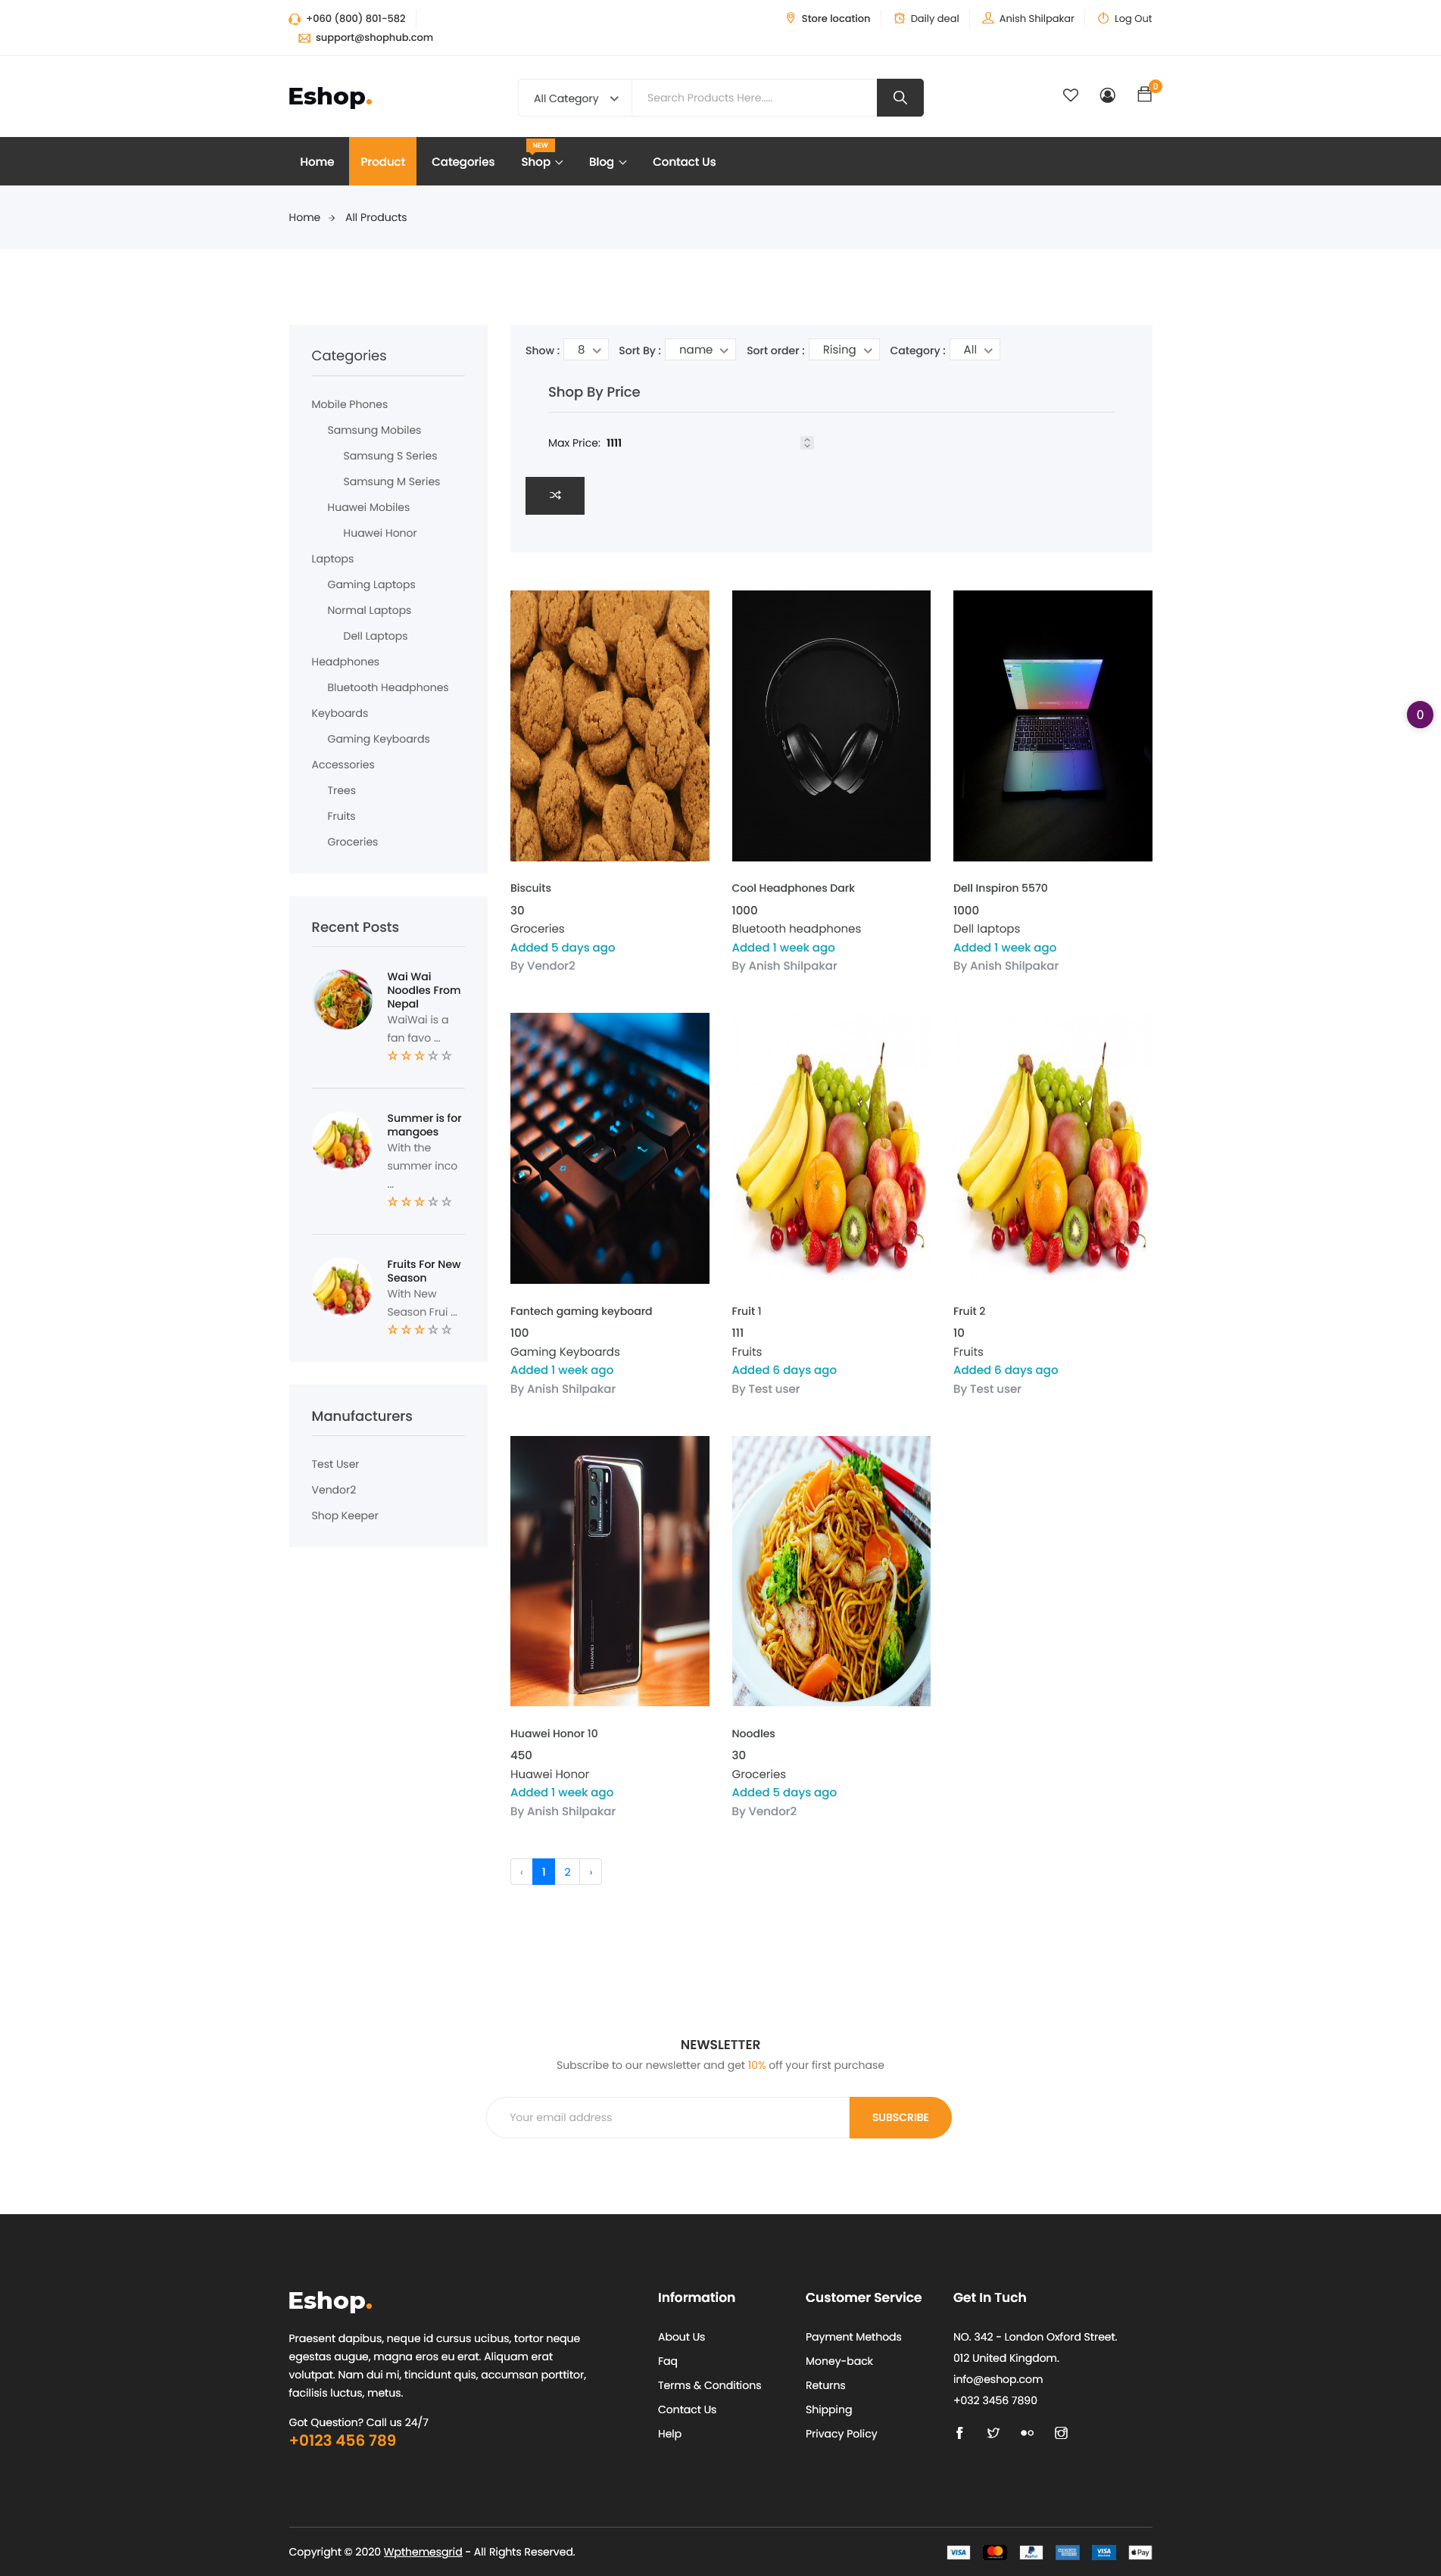 +060 (800) 801-582
support@shophub.com
Store location
Daily deal
Anish Shilpakar
Log Out
Eshop.
All Category
Search Products Here.....
0
Home
Product
Categories
NEW
Shop
Blog
Contact Us
Home
All Products
Categories
Mobile Phones
Samsung Mobiles
Samsung S Series
Samsung M Series
Huawei Mobiles
Huawei Honor
Laptops
Gaming Laptops
Normal Laptops
Dell Laptops
Headphones
Bluetooth Headphones
Keyboards
Gaming Keyboards
Accessories
Trees
Fruits
Groceries
Recent Posts
Wai Wai
Noodles From
Nepal
WaiWai is a
fan favo ...
Summer is for
mangoes
With the
summer inco
...
Fruits For New
Season
With New
Season Frui ...
Manufacturers
Test User
Vendor2
Shop Keeper
Show : 8
Sort By : name
Sort order : Rising
Category : All
Shop By Price
Max Price: 1111
Biscuits
30
Groceries
Added 5 days ago
By Vendor2
Cool Headphones Dark
1000
Bluetooth headphones
Added 1 week ago
By Anish Shilpakar
Dell Inspiron 5570
1000
Dell laptops
Added 1 week ago
By Anish Shilpakar
0
Fantech gaming keyboard
100
Gaming Keyboards
Added 1 week ago
By Anish Shilpakar
Fruit 1
111
Fruits
Added 6 days ago
By Test user
Fruit 2
10
Fruits
Added 6 days ago
By Test user
HUAWEI
Huawei Honor 10
450
Huawei Honor
Added 1 week ago
By Anish Shilpakar
Noodles
30
Groceries
Added 5 days ago
By Vendor2
‹ 1 2 ›
NEWSLETTER
Subscribe to our newsletter and get 10% off your first purchase
Your email address
SUBSCRIBE
Eshop.
Praesent dapibus, neque id cursus ucibus, tortor neque
egestas augue, magna eros eu erat. Aliquam erat
volutpat. Nam dui mi, tincidunt quis, accumsan porttitor,
facilisis luctus, metus.
Got Question? Call us 24/7
+0123 456 789
Information
About Us
Faq
Terms & Conditions
Contact Us
Help
Customer Service
Payment Methods
Money-back
Returns
Shipping
Privacy Policy
Get In Tuch
NO. 342 - London Oxford Street.
012 United Kingdom.
info@eshop.com
+032 3456 7890
Copyright © 2020 Wpthemesgrid - All Rights Reserved.
VISA
PayPal
VISA
Pay